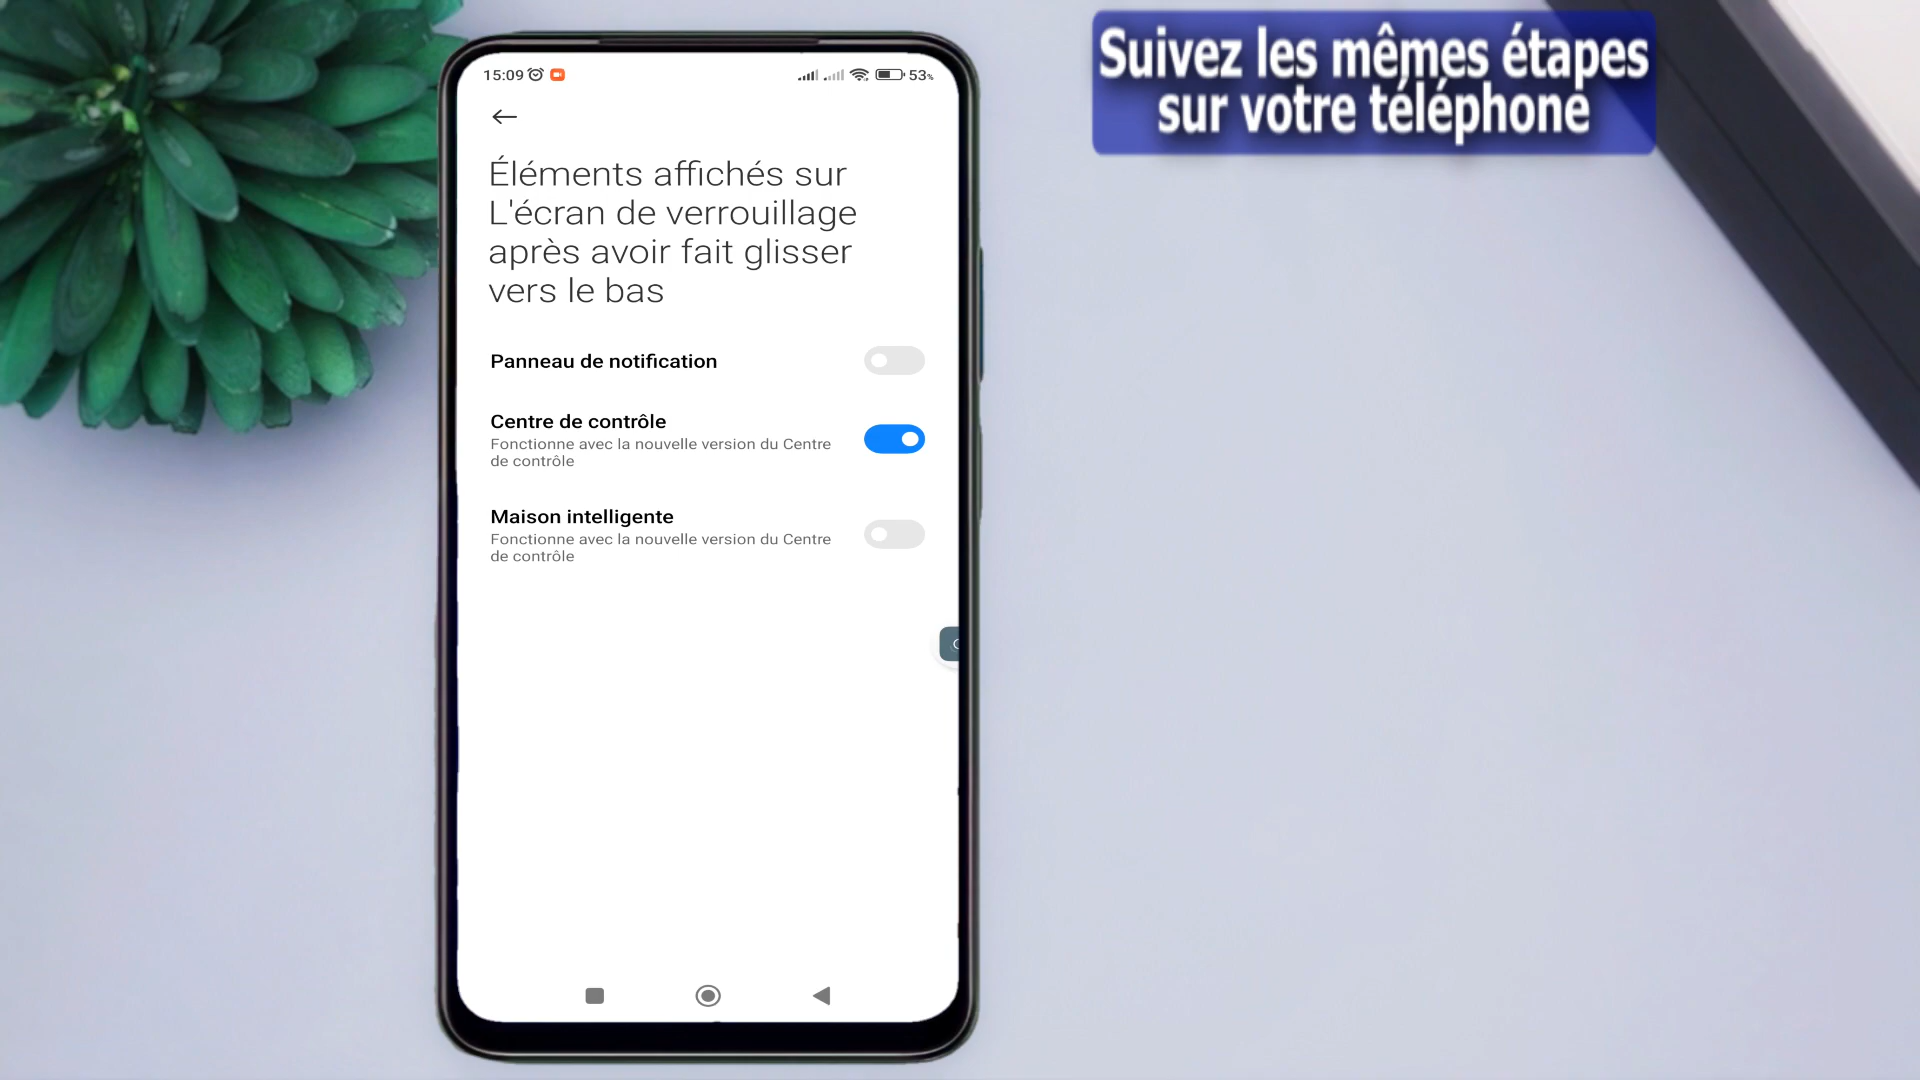 Suivez les mêmes étapes
sur votre téléphone
15:09
53%
Éléments affichés sur
L'écran de verrouillage
après avoir fait glisser
vers le bas
Panneau de notification
Centre de contrôle
Fonctionne avec la nouvelle version du Centre
de contrôle
Maison intelligente
Fonctionne avec la nouvelle version du Centre
de contrôle